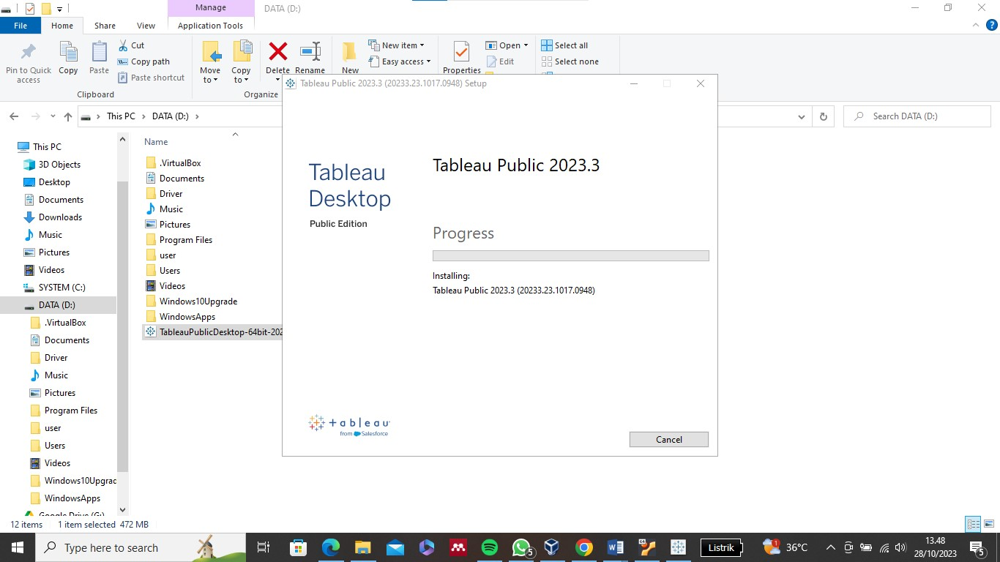 Manage
DATA (D:)
File
Home
Share
View
Application Tools
Pin to Quick
access
Copy
Paste
Cut
Copy path
Paste shortcut
Clipboard
Move
to
Copy
to
Delete
Rename
Organize
New
New item
Easy access
Properties
Open
Edit
Select all
Select none
This PC
DATA (D:)
Search DATA (D:)
This PC
3D Objects
Desktop
Documents
Downloads
Music
Pictures
Videos
SYSTEM (C:)
DATA (D:)
.VirtualBox
Documents
Driver
Music
Pictures
Program Files
user
Users
Videos
Windows10Upgrad
WindowsApps
Google Drive (G:)
Name
.VirtualBox
Documents
Driver
Music
Pictures
Program Files
user
Users
Videos
Windows10Upgrade
WindowsApps
TableauPublicDesktop-64bit-202
Tableau Public 2023.3 (20233.23.1017.0948) Setup
Tableau
Desktop
Public Edition
Tableau Public 2023.3
Progress
Installing:
Tableau Public 2023.3 (20233.23.1017.0948)
+ableau
from Salesforce
Cancel
12 items
1 item selected 472 MB
Type here to search
5
64
Listrik
1
36°C
13.48
28/10/2023
5